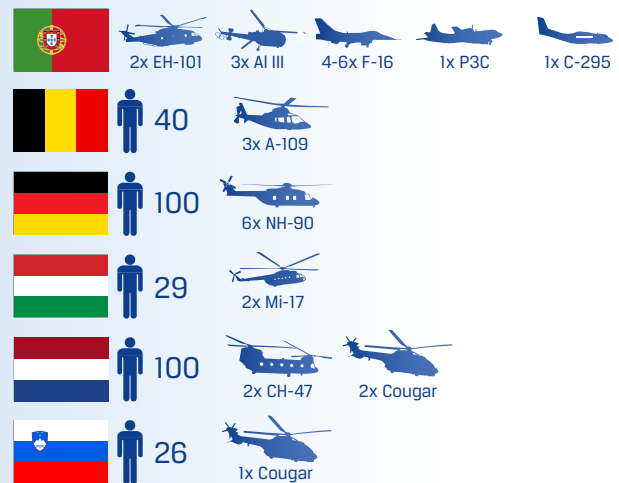 2x EH-101 3x Al III 4-6x F-16 1x P3C 1x C-295
40
3x A-109
100
6x NH-90
29
2x Mi-17
100
2x CH-47 2x Cougar
26
1x Cougar